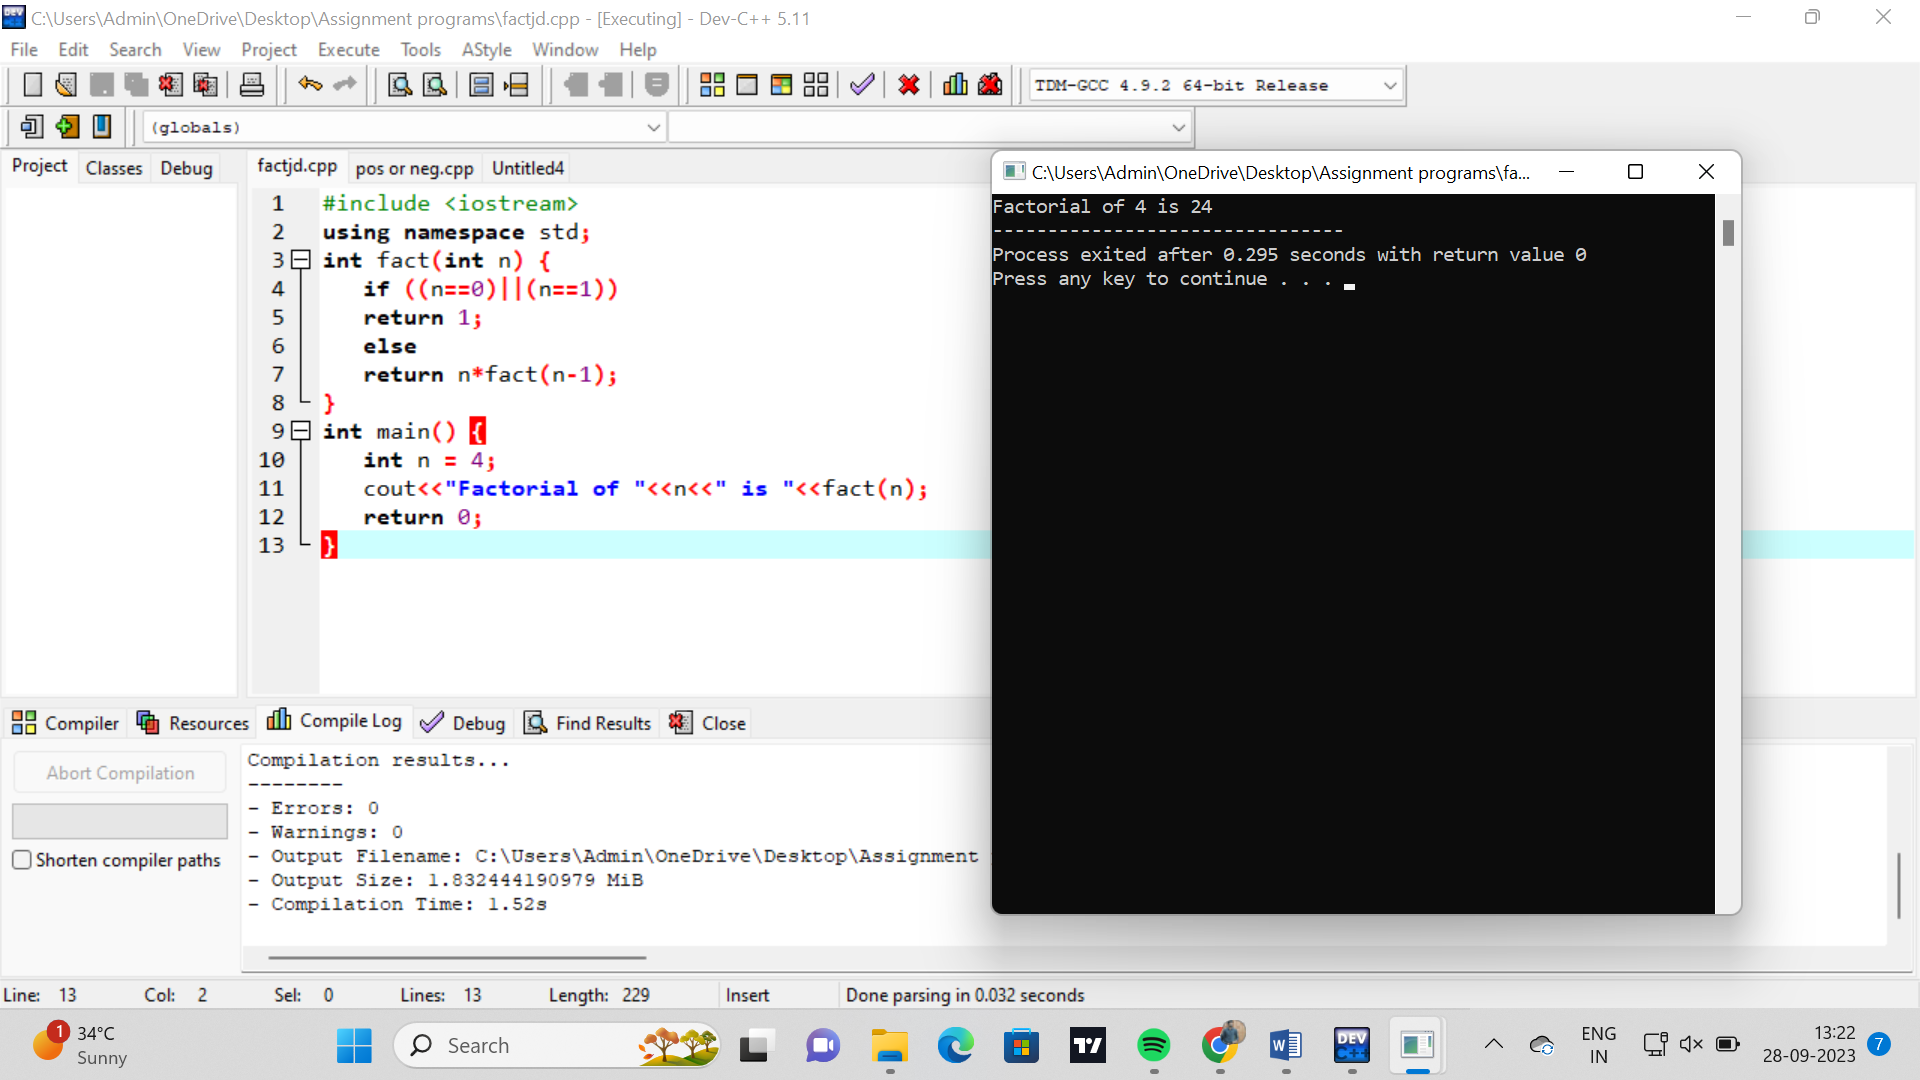 C:\Users\Admin\OneDrive\Desktop\Assignment programs\factjd.cpp - [Executing] - Dev-C++ 5.11
File Edit Search View Project Execute Tools AStyle Window Help
TDM-GCC 4.9.2 64-bit Release
(globals)
Project Classes Debug
factjd.cpp pos or neg.cpp Untitled4
1 #include <iostream>
2 using namespace std;
3 int fact(int n) {
4 if ((n==0)||(n==1))
5 return 1;
6 else
7 return n*fact(n-1);
8 }
9 int main() {
10 int n = 4;
11 cout<<"Factorial of "<<n<<" is "<<fact(n);
12 return 0;
13 }
C:\Users\Admin\OneDrive\Desktop\Assignment programs\fa...
Factorial of 4 is 24
--------------------------------
Process exited after 0.295 seconds with return value 0
Press any key to continue . . .
Compiler Resources Compile Log Debug Find Results Close
Abort Compilation
Shorten compiler paths
Compilation results...
--------
- Errors: 0
- Warnings: 0
- Output Filename: C:\Users\Admin\OneDrive\Desktop\Assignment
- Output Size: 1.832444190979 MiB
- Compilation Time: 1.52s
Line: 13 Col: 2 Sel: 0 Lines: 13 Length: 229 Insert Done parsing in 0.032 seconds
1 34°C
Sunny
Search
DEV
C++
ENG
IN
13:22
28-09-2023
7